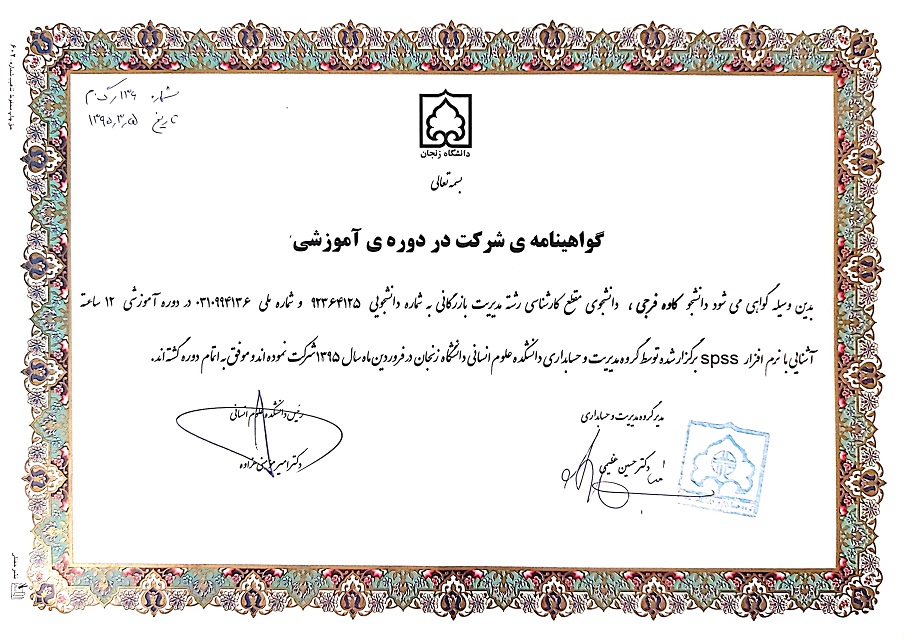 شماره ۱۳۶/ک.م
تاریخ ۱۳۹۵,۳,۵
دانشگاه زنجان
بسمه تعالی
گواهینامه ی شرکت در دوره ی آموزشی
بدین وسیله گواهی می شود دانشجو کاوه فرجی ، دانشجوی مقطع کارشناسی رشته مدیریت بازرگانی به شماره دانشجویی ۹۲۳۶۴۱۲۵ و شماره ملی ۰۳۱۰۹۹۴۱۳۶ در دوره آموزشی ۱۲ ساعته
آشنایی با نرم افزار spss برگزار شده توسط گروه مدیریت و حسابداری دانشکده علوم انسانی دانشگاه زنجان در فروردین ماه سال ۱۳۹۵ شرکت نموده اند و موفق به اتمام دوره گشته اند.
مدیر گروه مدیریت و حسابداری
دکتر حسین عظیمی
رئیس دانشکده علوم انسانی
دکتر امیر مؤمنی هزاوه